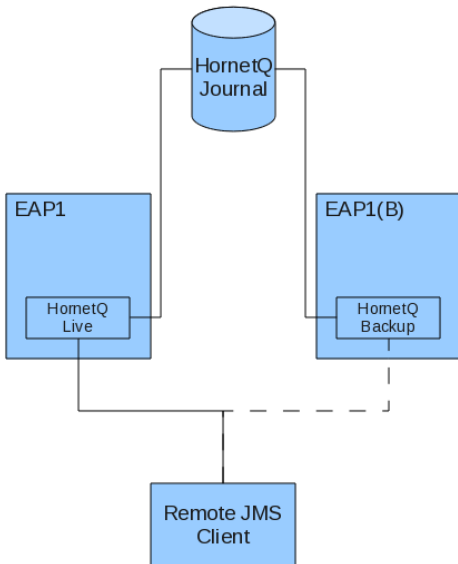 HornetQ
Journal
EAP1
EAP1(B)
HornetQ
Live
HornetQ
Backup
Remote JMS
Client